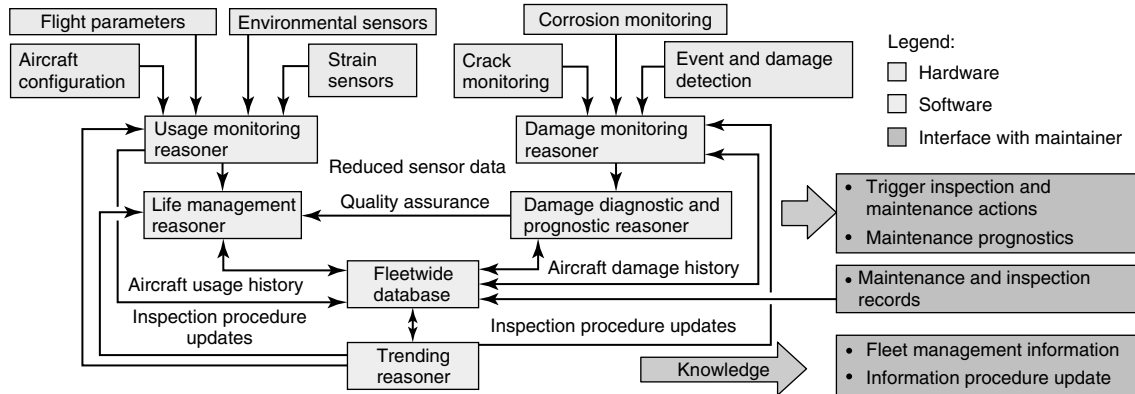 Flight parameters
Environmental sensors
Corrosion monitoring
Aircraft
configuration
Strain
sensors
Crack
monitoring
Event and damage
detection
Legend:
Hardware
Software
Interface with maintainer
Usage monitoring
reasoner
Damage monitoring
reasoner
Reduced sensor data
Life management
reasoner
Quality assurance
Damage diagnostic and
prognostic reasoner
• Trigger inspection and
maintenance actions
• Maintenance prognostics
Aircraft usage history
Fleetwide
database
Aircraft damage history
• Maintenance and inspection
records
Inspection procedure
updates
Inspection procedure updates
Trending
reasoner
Knowledge
• Fleet management information
• Information procedure update